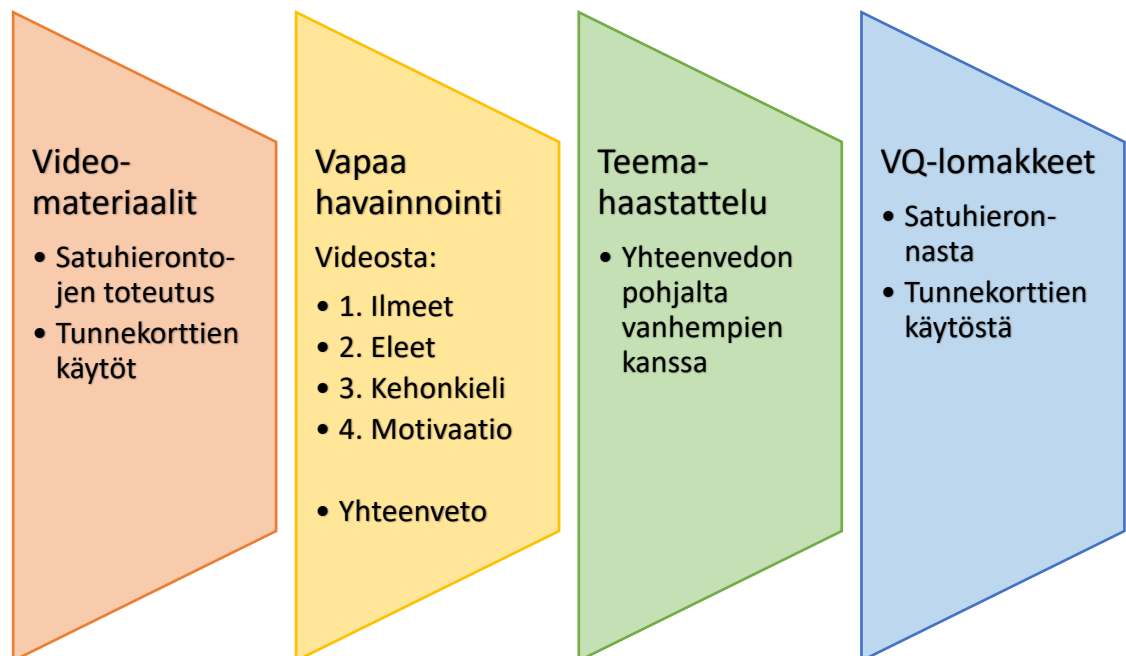 Video-
materiaalit
• Satuhieronto-
jen toteutus
• Tunnekorttien
käytöt
Vapaa
havainnointi
Videosta:
• 1. Ilmeet
• 2. Eleet
• 3. Kehonkieli
• 4. Motivaatio
• Yhteenveto
Teema-
haastattelu
• Yhteenvedon
pohjalta
vanhempien
kanssa
VQ-lomakkeet
• Satuhieron-
nasta
• Tunnekorttien
käytöstä